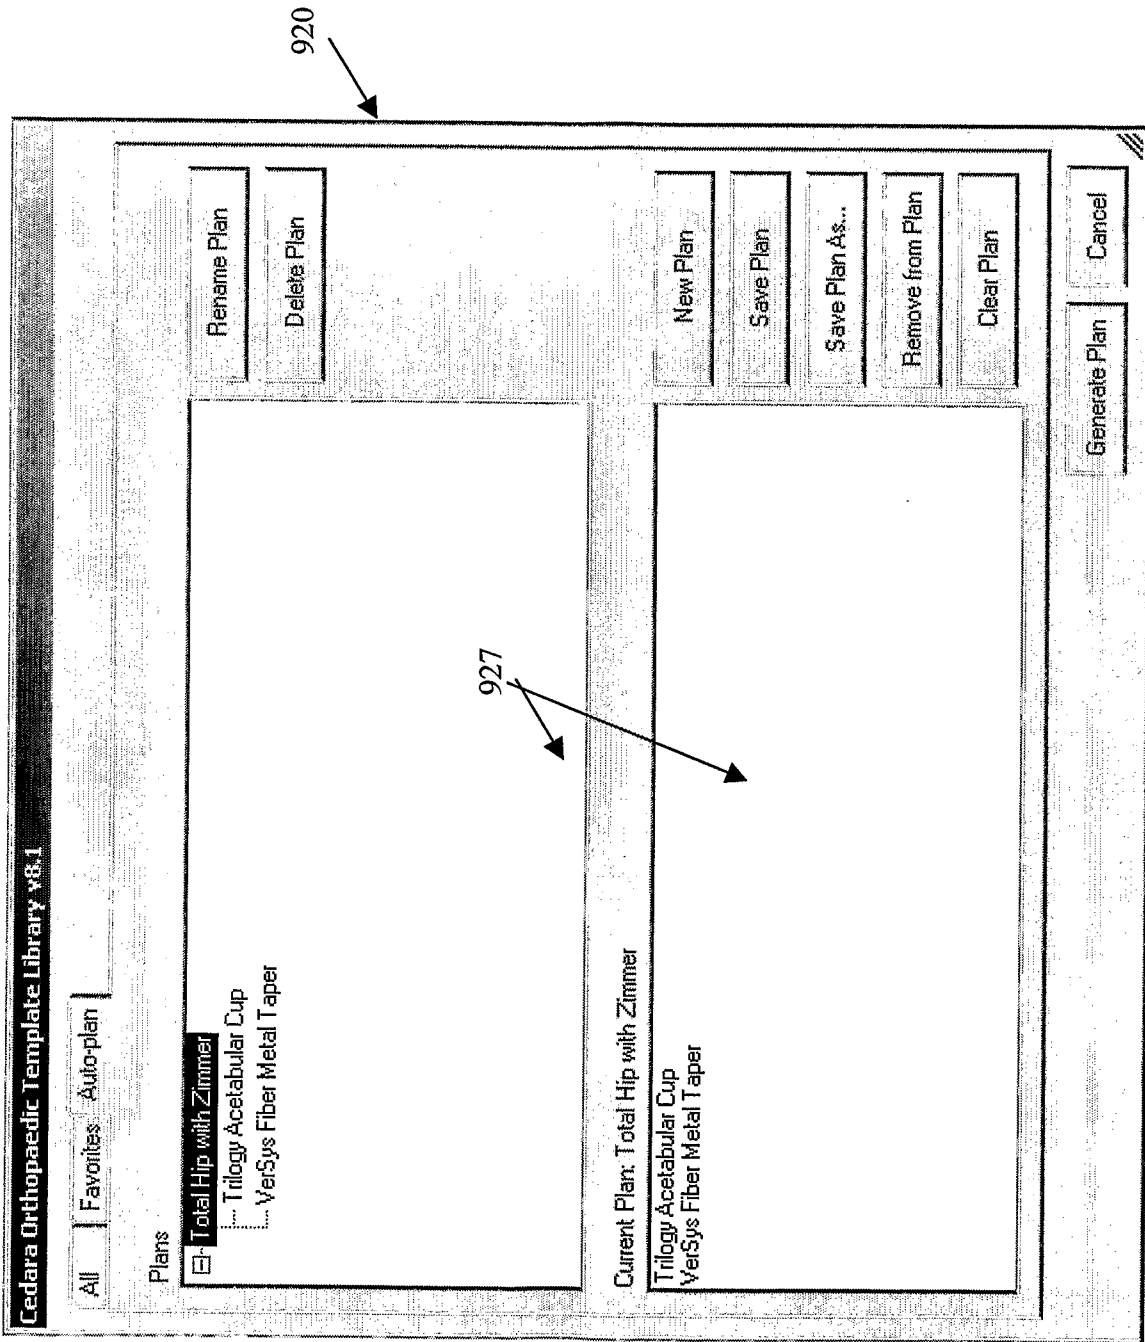 920
Cedara Orthopaedic Template Library v8.1
All
Favorites
Auto-plan
Plans
Total Hip with Zimmer
Trilogy Acetabular Cup
VerSys Fiber Metal Taper
Rename Plan
Delete Plan
927
Current Plan: Total Hip with Zimmer
Trilogy Acetabular Cup
VerSys Fiber Metal Taper
New Plan
Save Plan
Save Plan As...
Remove from Plan
Clear Plan
Generate Plan
Cancel